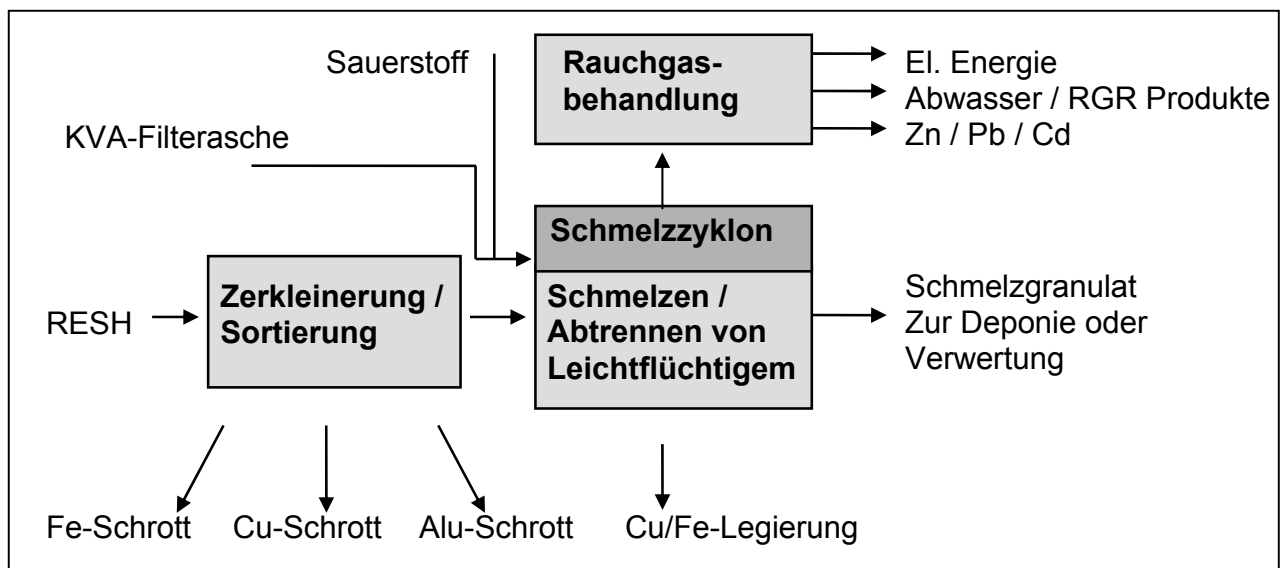 Sauerstoff
Rauchgas-
behandlung
El. Energie
Abwasser / RGR Produkte
Zn / Pb / Cd
KVA-Filterasche
Schmelzzyklon
RESH
Zerkleinerung /
Sortierung
Schmelzen /
Abtrennen von
Leichtflüchtigem
Schmelzgranulat
Zur Deponie oder
Verwertung
Fe-Schrott
Cu-Schrott
Alu-Schrott
Cu/Fe-Legierung